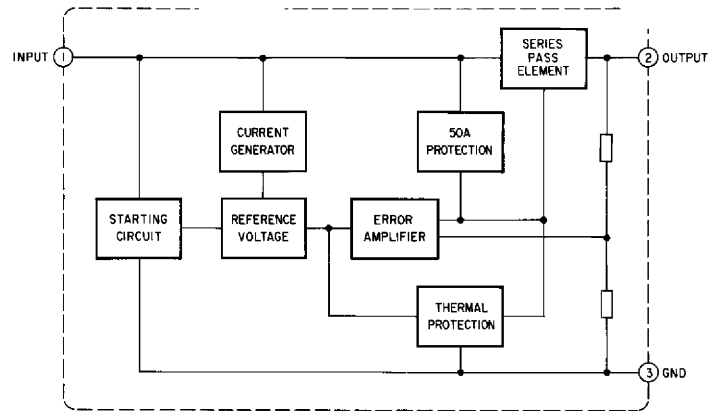 INPUT 1
SERIES
PASS
ELEMENT
2 OUTPUT
CURRENT
GENERATOR
50A
PROTECTION
STARTING
CIRCUIT
REFERENCE
VOLTAGE
ERROR
AMPLIFIER
THERMAL
PROTECTION
3 GND